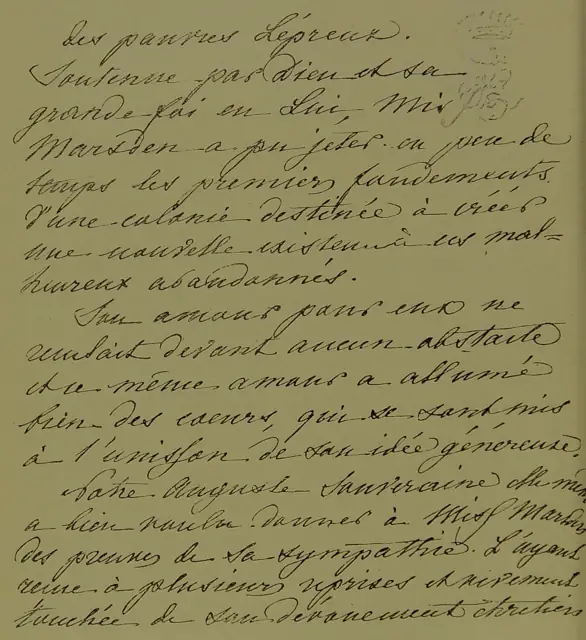 des pauvres Lépreux.
Soutenue par Dieu et sa
grande foi en Lui, Miss
Marsden a pu jeter en peu de
temps les premiers fondements
d'une colonie destinée à créer
une nouvelle existence à ces mal=
heureux abandonnés.
Son amour pour eux ne
reculait devant aucun obstacle
et ce même amour a allumé
bien des coeurs, qui se sont mis
à l'unisson de son idée généreuse.
Notre Auguste Souveraine elle même
a bien voulu donner à Miss Marsden
des preuves de sa sympathie. L'ayant
reçue à plusieurs reprises et vivement
touchée de son dévouement chrétien